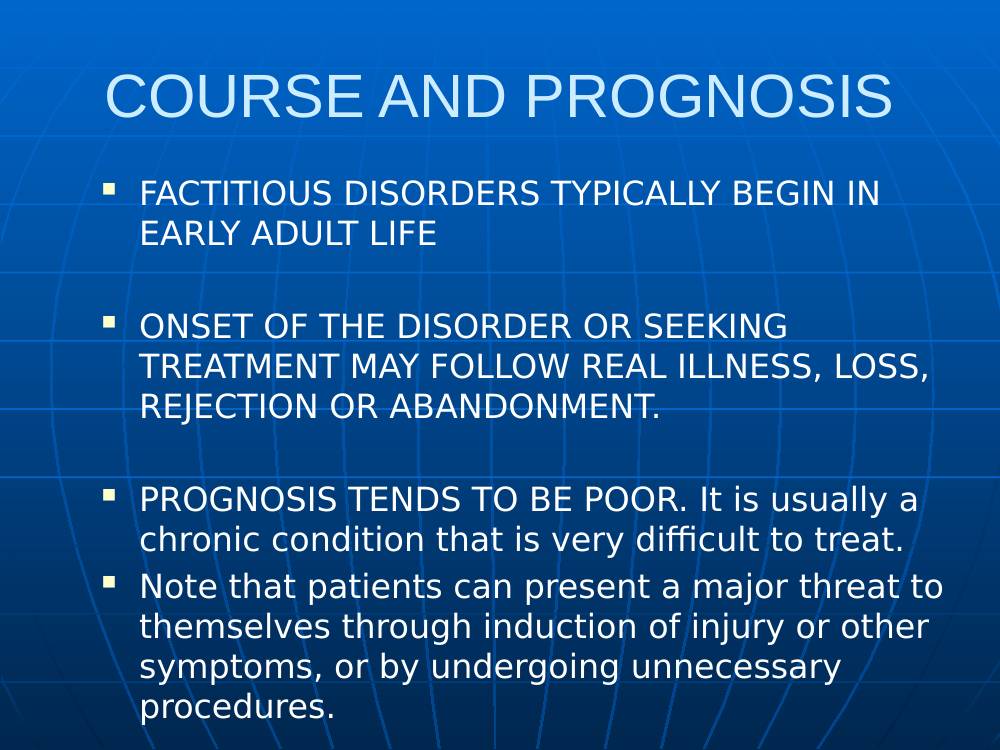 COURSE AND PROGNOSIS
▪ FACTITIOUS DISORDERS TYPICALLY BEGIN IN
EARLY ADULT LIFE
▪ ONSET OF THE DISORDER OR SEEKING
TREATMENT MAY FOLLOW REAL ILLNESS, LOSS,
REJECTION OR ABANDONMENT.
▪ PROGNOSIS TENDS TO BE POOR. It is usually a
chronic condition that is very difficult to treat.
▪ Note that patients can present a major threat to
themselves through induction of injury or other
symptoms, or by undergoing unnecessary
procedures.